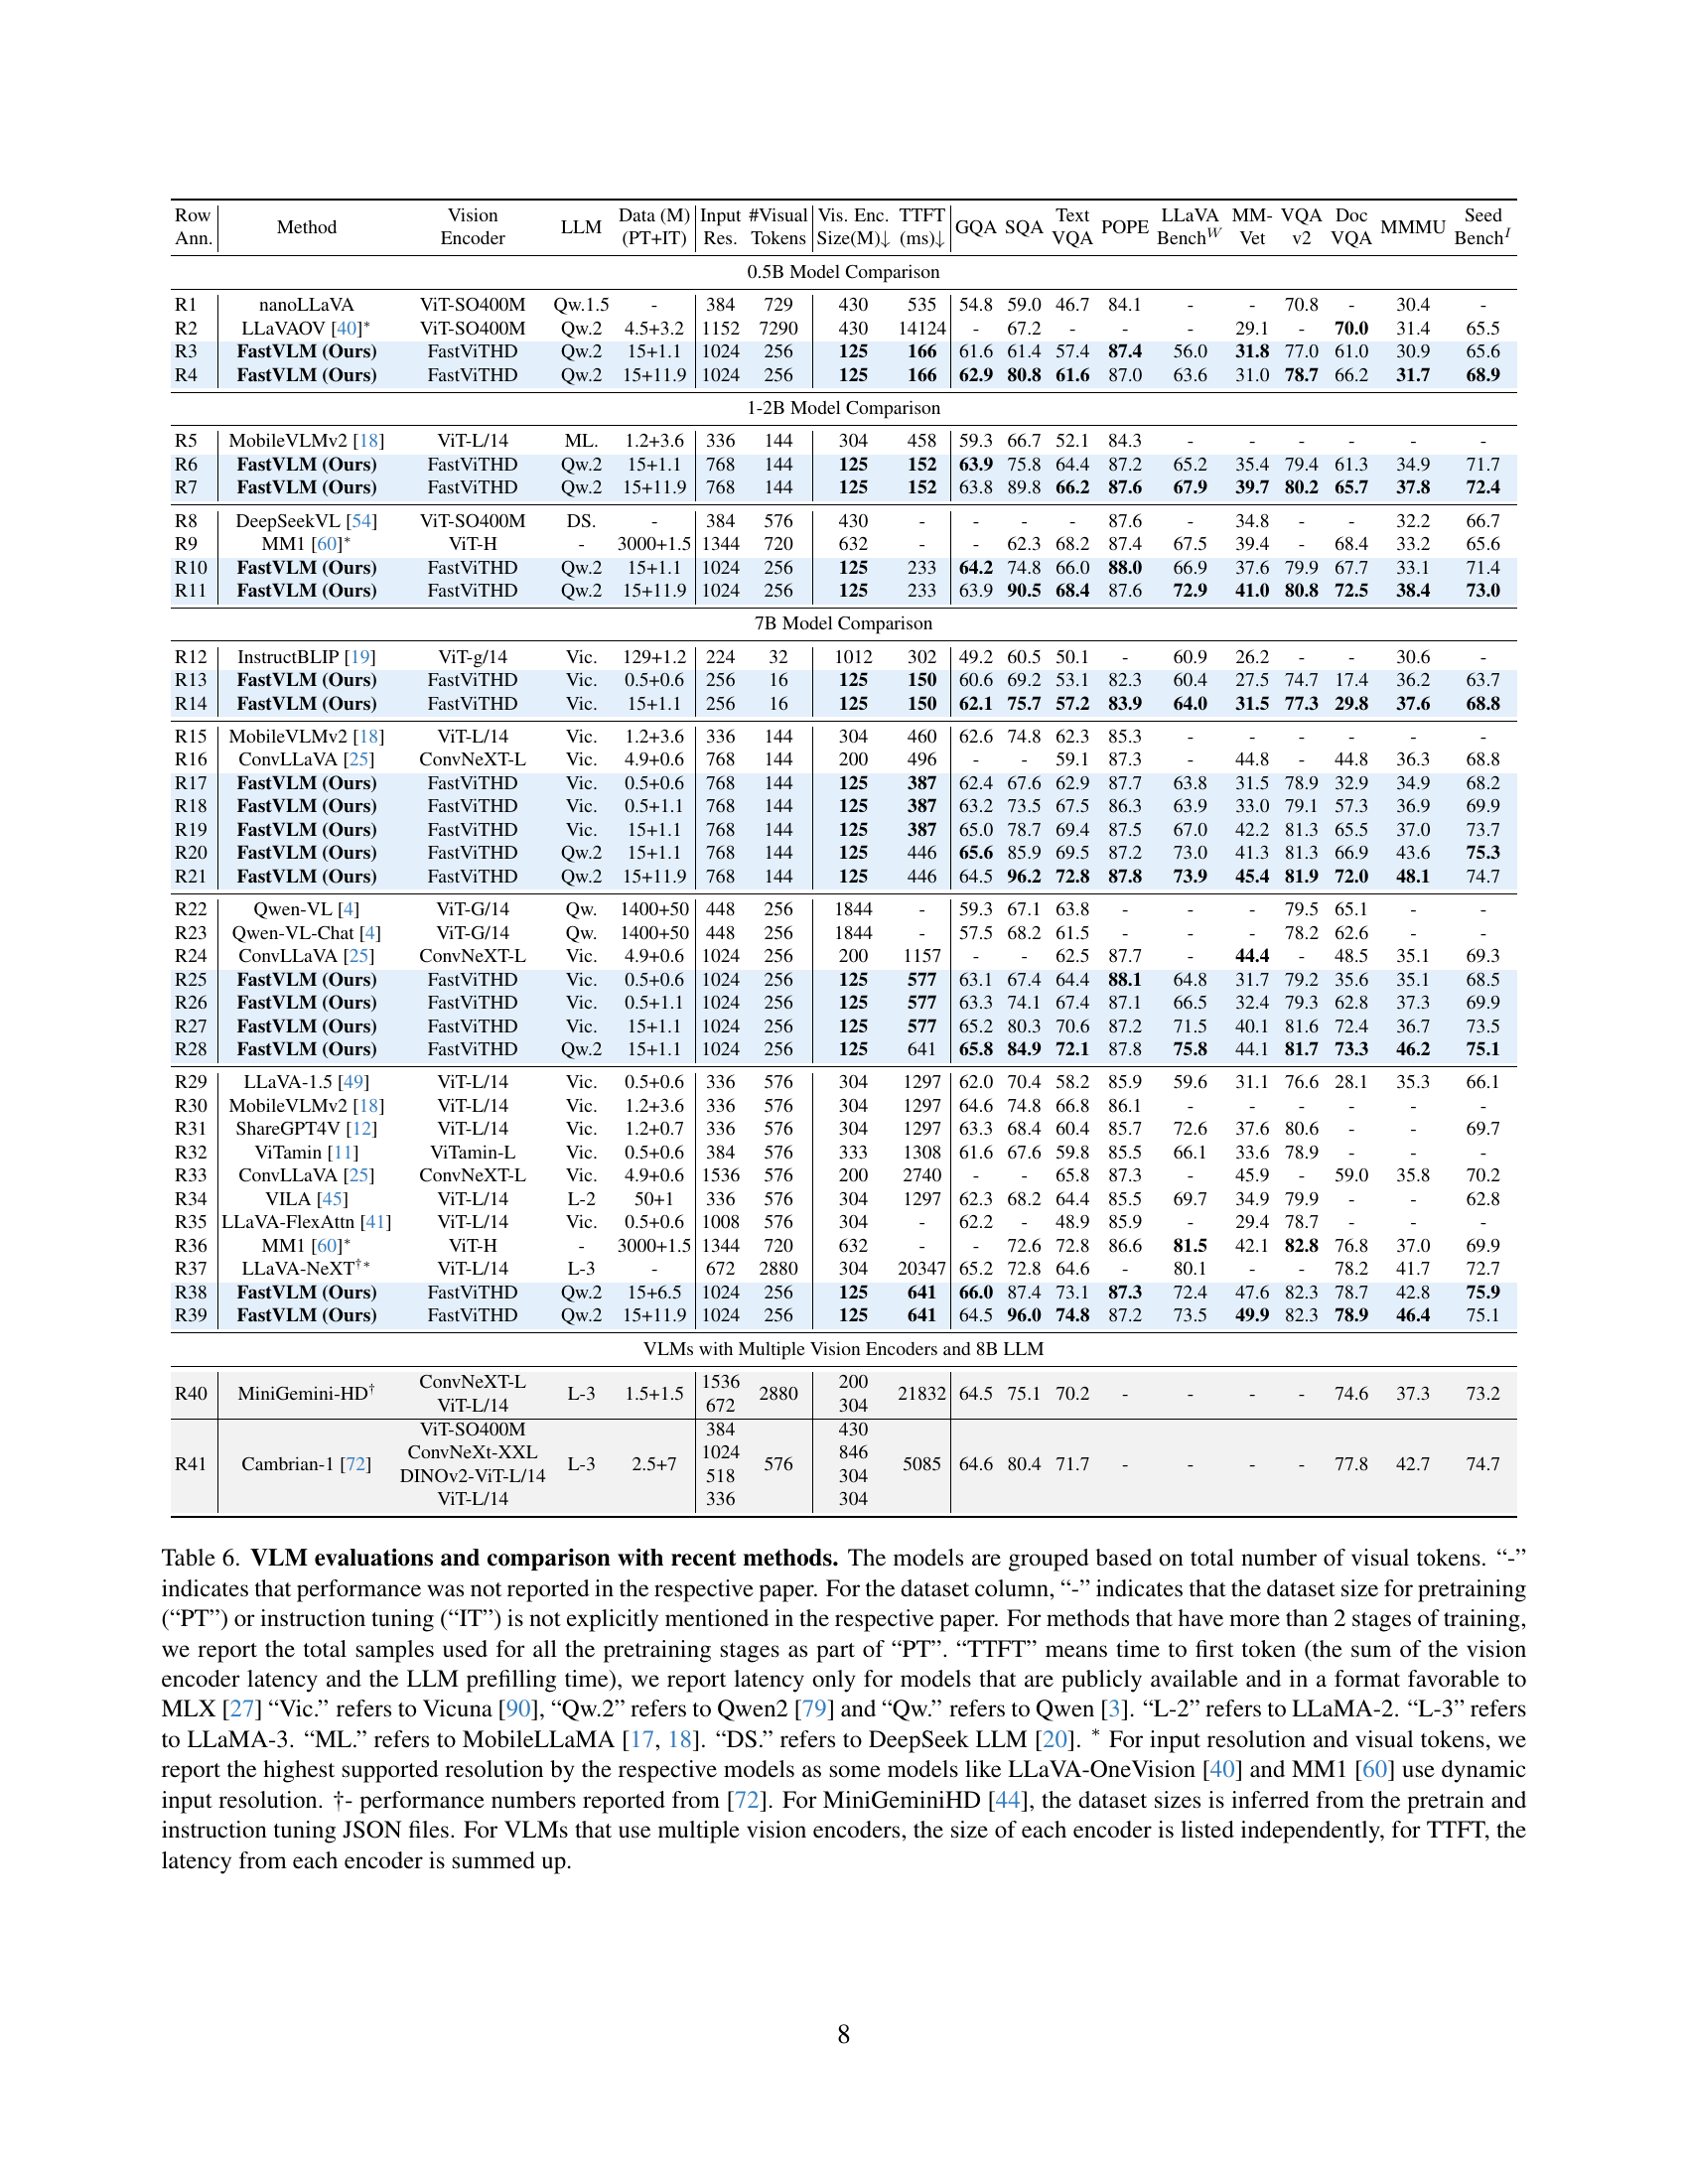 Row Ann. Method Vision Encoder LLM Data (M) (PT+IT) Input Res. #Visual Tokens Vis. Enc. Size(M)↓ TTFT (ms)↓ GQA SQA Text VQA POPE LLaVA Bench^W MM-Vet VQA v2 Doc VQA MMMU Seed Bench^I
0.5B Model Comparison
R1 nanoLLaVA ViT-SO400M Qw.1.5 - 384 729 430 535 54.8 59.0 46.7 84.1 - - 70.8 - 30.4 -
R2 LLaVAOV [40]* ViT-SO400M Qw.2 4.5+3.2 1152 7290 430 14124 - 67.2 - - - 29.1 - 70.0 31.4 65.5
R3 FastVLM (Ours) FastViTHD Qw.2 15+1.1 1024 256 125 166 61.6 61.4 57.4 87.4 56.0 31.8 77.0 61.0 30.9 65.6
R4 FastVLM (Ours) FastViTHD Qw.2 15+11.9 1024 256 125 166 62.9 80.8 61.6 87.0 63.6 31.0 78.7 66.2 31.7 68.9
1-2B Model Comparison
R5 MobileVLMv2 [18] ViT-L/14 ML. 1.2+3.6 336 144 304 458 59.3 66.7 52.1 84.3 - - - - - -
R6 FastVLM (Ours) FastViTHD Qw.2 15+1.1 768 144 125 152 63.9 75.8 64.4 87.2 65.2 35.4 79.4 61.3 34.9 71.7
R7 FastVLM (Ours) FastViTHD Qw.2 15+11.9 768 144 125 152 63.8 89.8 66.2 87.6 67.9 39.7 80.2 65.7 37.8 72.4
R8 DeepSeekVL [54] ViT-SO400M DS. - 384 576 430 - - - - 87.6 - 34.8 - - 32.2 66.7
R9 MM1 [60]* ViT-H - 3000+1.5 1344 720 632 - - 62.3 68.2 87.4 67.5 39.4 - 68.4 33.2 65.6
R10 FastVLM (Ours) FastViTHD Qw.2 15+1.1 1024 256 125 233 64.2 74.8 66.0 88.0 66.9 37.6 79.9 67.7 33.1 71.4
R11 FastVLM (Ours) FastViTHD Qw.2 15+11.9 1024 256 125 233 63.9 90.5 68.4 87.6 72.9 41.0 80.8 72.5 38.4 73.0
7B Model Comparison
R12 InstructBLIP [19] ViT-g/14 Vic. 129+1.2 224 32 1012 302 49.2 60.5 50.1 - 60.9 26.2 - - 30.6 -
R13 FastVLM (Ours) FastViTHD Vic. 0.5+0.6 256 16 125 150 60.6 69.2 53.1 82.3 60.4 27.5 74.7 17.4 36.2 63.7
R14 FastVLM (Ours) FastViTHD Vic. 15+1.1 256 16 125 150 62.1 75.7 57.2 83.9 64.0 31.5 77.3 29.8 37.6 68.8
R15 MobileVLMv2 [18] ViT-L/14 Vic. 1.2+3.6 336 144 304 460 62.6 74.8 62.3 85.3 - - - - - -
R16 ConvLLaVA [25] ConvNeXT-L Vic. 4.9+0.6 768 144 200 496 - - 59.1 87.3 - 44.8 - 44.8 36.3 68.8
R17 FastVLM (Ours) FastViTHD Vic. 0.5+0.6 768 144 125 387 62.4 67.6 62.9 87.7 63.8 31.5 78.9 32.9 34.9 68.2
R18 FastVLM (Ours) FastViTHD Vic. 0.5+1.1 768 144 125 387 63.2 73.5 67.5 86.3 63.9 33.0 79.1 57.3 36.9 69.9
R19 FastVLM (Ours) FastViTHD Vic. 15+1.1 768 144 125 387 65.0 78.7 69.4 87.5 67.0 42.2 81.3 65.5 37.0 73.7
R20 FastVLM (Ours) FastViTHD Qw.2 15+1.1 768 144 125 446 65.6 85.9 69.5 87.2 73.0 41.3 81.3 66.9 43.6 75.3
R21 FastVLM (Ours) FastViTHD Qw.2 15+11.9 768 144 125 446 64.5 96.2 72.8 87.8 73.9 45.4 81.9 72.0 48.1 74.7
R22 Qwen-VL [4] ViT-G/14 Qw. 1400+50 448 256 1844 - 59.3 67.1 63.8 - - - 79.5 65.1 - -
R23 Qwen-VL-Chat [4] ViT-G/14 Qw. 1400+50 448 256 1844 - 57.5 68.2 61.5 - - - 78.2 62.6 - -
R24 ConvLLaVA [25] ConvNeXT-L Vic. 4.9+0.6 1024 256 200 1157 - - 62.5 87.7 - 44.4 - 48.5 35.1 69.3
R25 FastVLM (Ours) FastViTHD Vic. 0.5+0.6 1024 256 125 577 63.1 67.4 64.4 88.1 64.8 31.7 79.2 35.6 35.1 68.5
R26 FastVLM (Ours) FastViTHD Vic. 0.5+1.1 1024 256 125 577 63.3 74.1 67.4 87.1 66.5 32.4 79.3 62.8 37.3 69.9
R27 FastVLM (Ours) FastViTHD Vic. 15+1.1 1024 256 125 577 65.2 80.3 70.6 87.2 71.5 40.1 81.6 72.4 36.7 73.5
R28 FastVLM (Ours) FastViTHD Qw.2 15+1.1 1024 256 125 641 65.8 84.9 72.1 87.8 75.8 44.1 81.7 73.3 46.2 75.1
R29 LLaVA-1.5 [49] ViT-L/14 Vic. 0.5+0.6 336 576 304 1297 62.0 70.4 58.2 85.9 59.6 31.1 76.6 28.1 35.3 66.1
R30 MobileVLMv2 [18] ViT-L/14 Vic. 1.2+3.6 336 576 304 1297 64.6 74.8 66.8 86.1 - - - - - -
R31 ShareGPT4V [12] ViT-L/14 Vic. 1.2+0.7 336 576 304 1297 63.3 68.4 60.4 85.7 72.6 37.6 80.6 - - 69.7
R32 ViTamin [11] ViTamin-L Vic. 0.5+0.6 384 576 333 1308 61.6 67.6 59.8 85.5 66.1 33.6 78.9 - - -
R33 ConvLLaVA [25] ConvNeXT-L Vic. 4.9+0.6 1536 576 200 2740 - - 65.8 87.3 - 45.9 - 59.0 35.8 70.2
R34 VILA [45] ViT-L/14 L-2 50+1 336 576 304 1297 62.3 68.2 64.4 85.5 69.7 34.9 79.9 - - 62.8
R35 LLaVA-FlexAttn [41] ViT-L/14 Vic. 0.5+0.6 1008 576 304 - 62.2 - 48.9 85.9 - 29.4 78.7 - - -
R36 MM1 [60]* ViT-H - 3000+1.5 1344 720 632 - - 72.6 72.8 86.6 81.5 42.1 82.8 76.8 37.0 69.9
R37 LLaVA-NeXT†* ViT-L/14 L-3 - 672 2880 304 20347 65.2 72.8 64.6 - 80.1 - - 78.2 41.7 72.7
R38 FastVLM (Ours) FastViTHD Qw.2 15+6.5 1024 256 125 641 66.0 87.4 73.1 87.3 72.4 47.6 82.3 78.7 42.8 75.9
R39 FastVLM (Ours) FastViTHD Qw.2 15+11.9 1024 256 125 641 64.5 96.0 74.8 87.2 73.5 49.9 82.3 78.9 46.4 75.1
VLMs with Multiple Vision Encoders and 8B LLM
R40 MiniGemini-HD† ConvNeXT-L ViT-L/14 L-3 1.5+1.5 1536 672 2880 200 304 21832 64.5 75.1 70.2 - - - - 74.6 37.3 73.2
R41 Cambrian-1 [72] ViT-SO400M ConvNeXt-XXL DINOv2-ViT-L/14 ViT-L/14 L-3 2.5+7 384 1024 518 336 576 430 846 304 304 5085 64.6 80.4 71.7 - - - - 77.8 42.7 74.7
Table 6. VLM evaluations and comparison with recent methods. The models are grouped based on total number of visual tokens. “-”
indicates that performance was not reported in the respective paper. For the dataset column, “-” indicates that the dataset size for pretraining
(“PT”) or instruction tuning (“IT”) is not explicitly mentioned in the respective paper. For methods that have more than 2 stages of training,
we report the total samples used for all the pretraining stages as part of “PT”. “TTFT” means time to first token (the sum of the vision
encoder latency and the LLM prefilling time), we report latency only for models that are publicly available and in a format favorable to
MLX [27] “Vic.” refers to Vicuna [90], “Qw.2” refers to Qwen2 [79] and “Qw.” refers to Qwen [3]. “L-2” refers to LLaMA-2. “L-3” refers
to LLaMA-3. “ML.” refers to MobileLLaMA [17, 18]. “DS.” refers to DeepSeek LLM [20]. * For input resolution and visual tokens, we
report the highest supported resolution by the respective models as some models like LLaVA-OneVision [40] and MM1 [60] use dynamic
input resolution. †- performance numbers reported from [72]. For MiniGeminiHD [44], the dataset sizes is inferred from the pretrain and
instruction tuning JSON files. For VLMs that use multiple vision encoders, the size of each encoder is listed independently, for TTFT, the
latency from each encoder is summed up.
8